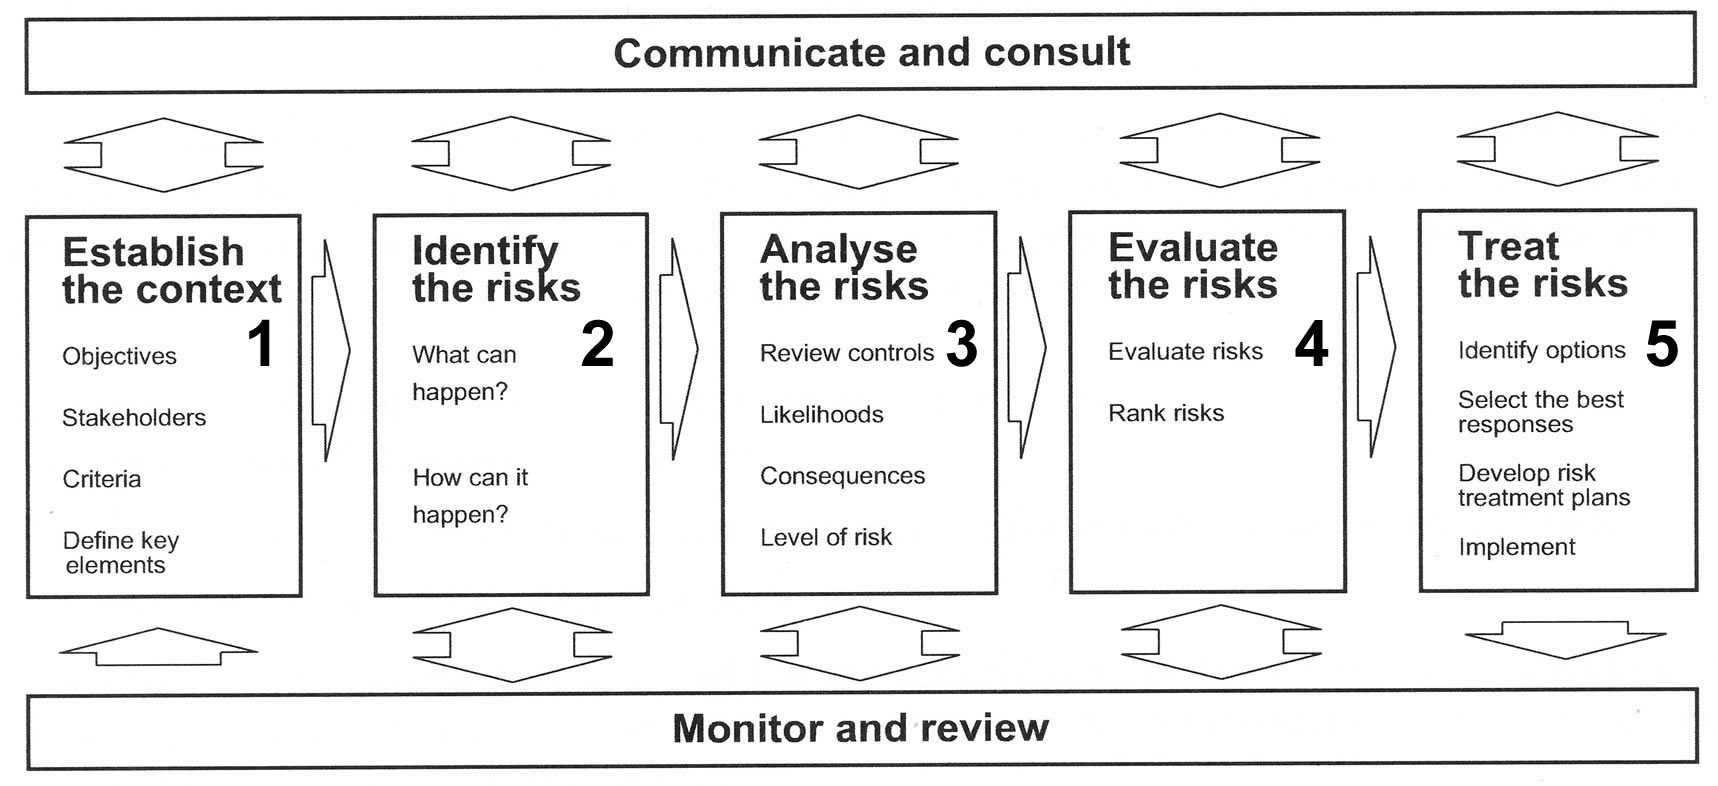 Communicate and consult
Establish
the context
1
Objectives
Stakeholders
Criteria
Define key
elements
Identify
the risks
2
What can
happen?
How can it
happen?
Analyse
the risks
Review controls 3
Likelihoods
Consequences
Level of risk
Evaluate
the risks
Evaluate risks 4
Rank risks
Treat
the risks
Identify options 5
Select the best
responses
Develop risk
treatment plans
Implement
Monitor and review